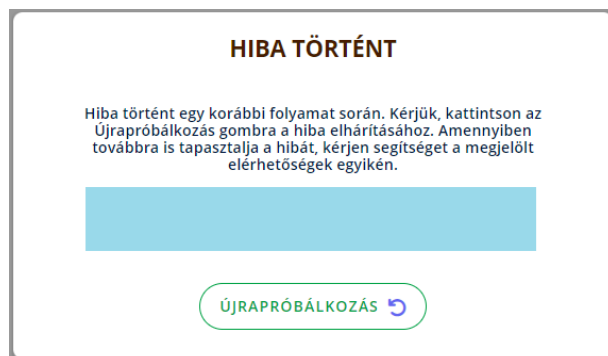 HIBA TÖRTÉNT
Hiba történt egy korábbi folyamat során. Kérjük, kattintson az
Újrapróbálkozás gombra a hiba elhárításához. Amennyiben
továbbra is tapasztalja a hibát, kérjen segítséget a megjelölt
elérhetőségek egyikén.
ÚJRAPRÓBÁLKOZÁS